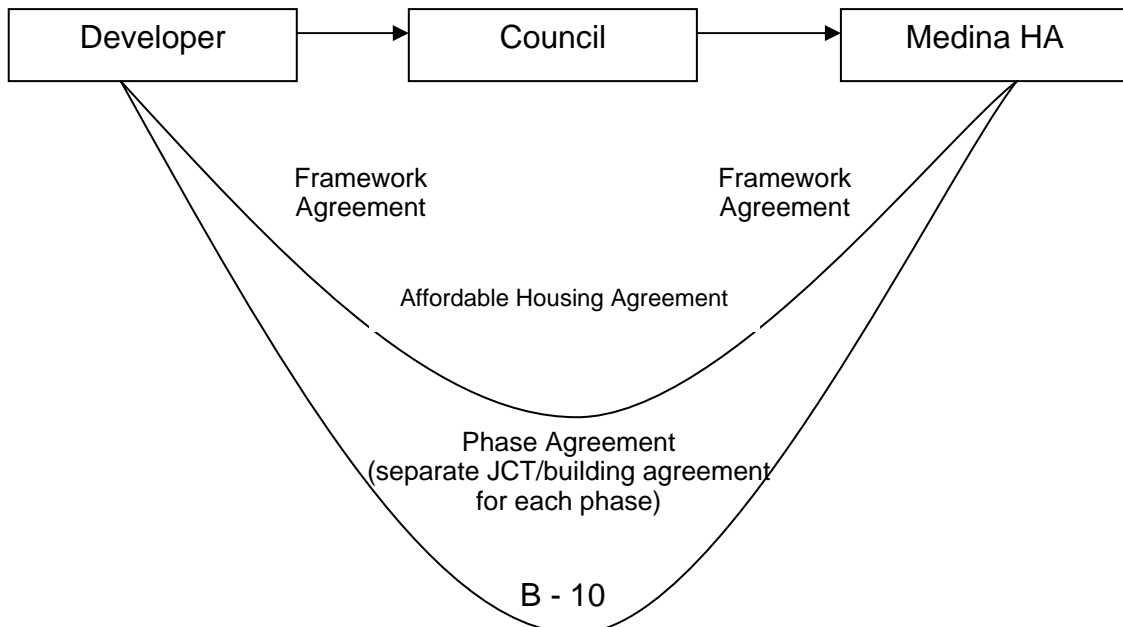 Developer
Council
Medina HA
Framework
Agreement
Framework
Agreement
Affordable Housing Agreement
Phase Agreement
(separate JCT/building agreement
for each phase)
B - 10